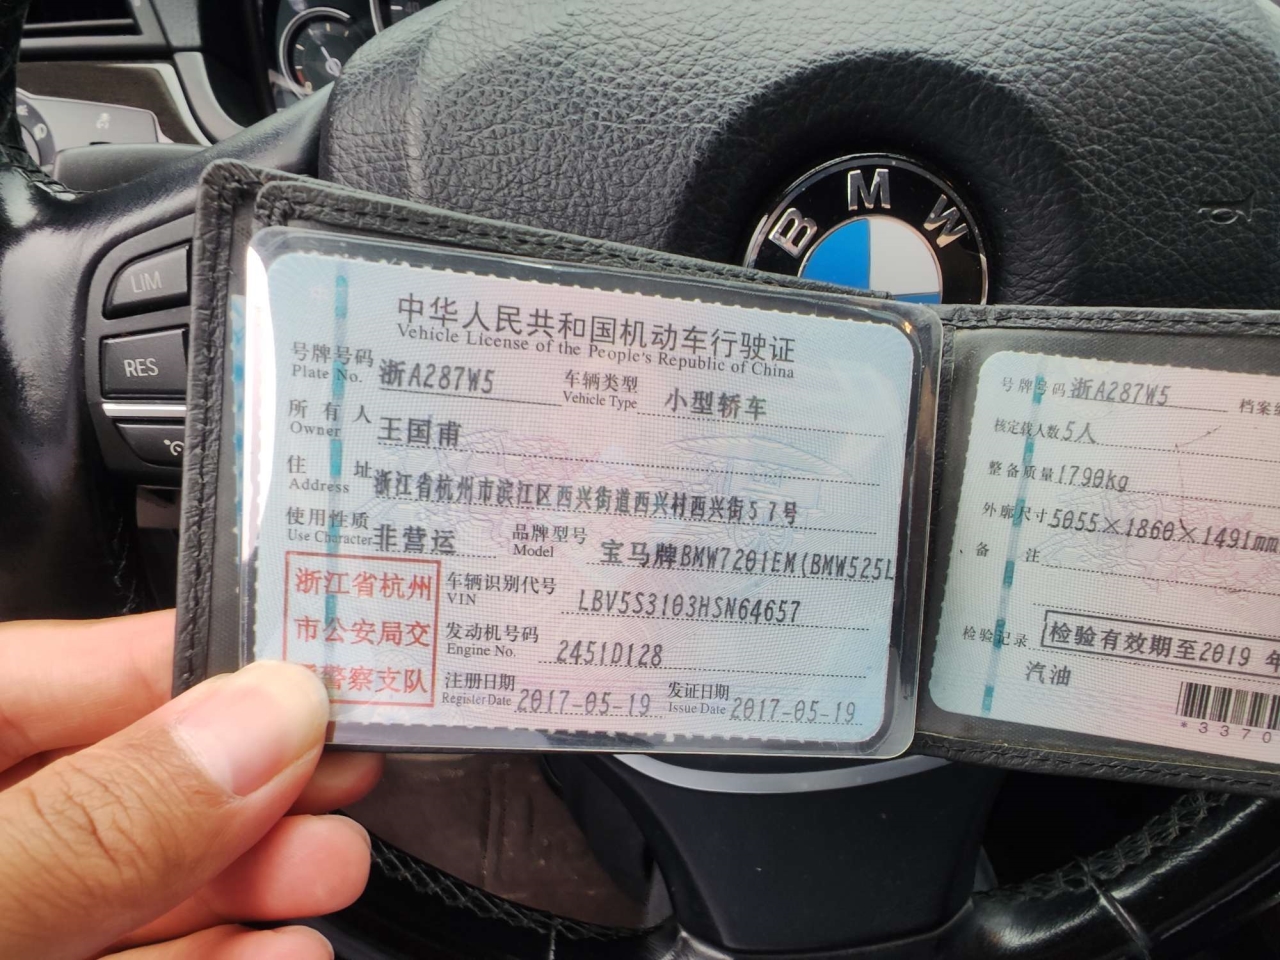 BMW
LIM
RES
中华人民共和国机动车行驶证
Vehicle License of the People's Republic of China
号牌号码 浙A287W5 车辆类型 小型轿车
Plate No. Vehicle Type
所有人 王国甫
Owner
住址 浙江省杭州市滨江区西兴街道西兴村西兴街57号
Address
使用性质 非营运 品牌型号 宝马牌BMW7201EM(BMW525L
Use Character Model
浙江省杭州
市公安局交
警察支队
车辆识别代号 LBV5S3103HSN64657
VIN
发动机号码 2451D128
Engine No.
注册日期 2017-05-19 发证日期 2017-05-19
Register Date Issue Date
号牌号码 浙A287W5 档案
核定载人数 5人
整备质量 1790kg
外廓尺寸 5055×1860×1491mm
备注
检验记录 检验有效期至2019 年
汽油
*3370